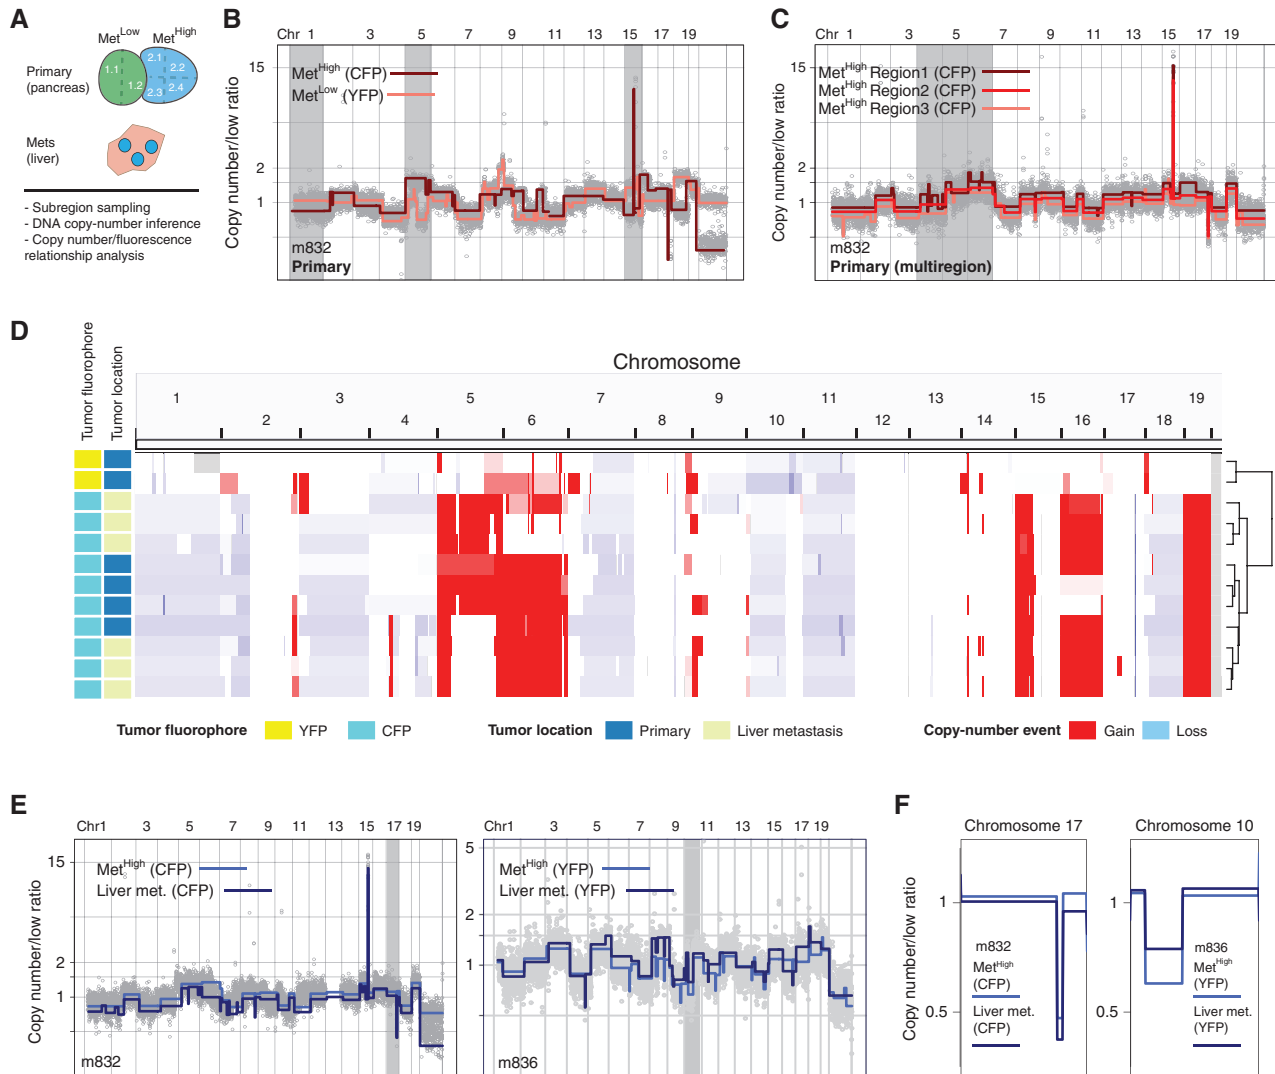 A
Met^Low Met^High
Primary
(pancreas)
1.1
1.2
2.1
2.2
2.3
2.4
Mets
(liver)
- Subregion sampling
- DNA copy-number inference
- Copy number/fluorescence
relationship analysis
B
Chr 1 3 5 7 9 11 13 15 17 19
Copy number/low ratio
15
2
1
Met^High (CFP)
Met^Low (YFP)
m832
Primary
C
Chr 1 3 5 7 9 11 13 15 17 19
Copy number/low ratio
15
2
1
Met^High Region1 (CFP)
Met^High Region2 (CFP)
Met^High Region3 (CFP)
m832
Primary (multiregion)
D
Tumor fluorophore
Tumor location
Chromosome
1 3 5 7 9 11 13 15 17 19
2 4 6 8 10 12 14 16 18
Tumor fluorophore YFP CFP
Tumor location Primary Liver metastasis
Copy-number event Gain Loss
E
Chr1 3 5 7 9 11 13 15 17 19
Copy number/low ratio
15
2
1
Met^High (CFP)
Liver met. (CFP)
m832
Chr1 3 5 7 9 11 13 15 17 19
5
2
1
Met^High (YFP)
Liver met. (YFP)
m836
F
Chromosome 17
Copy number/low ratio
1
0.5
m832
Met^High
(CFP)
Liver met.
(CFP)
Chromosome 10
1
0.5
m836
Met^High
(YFP)
Liver met.
(YFP)